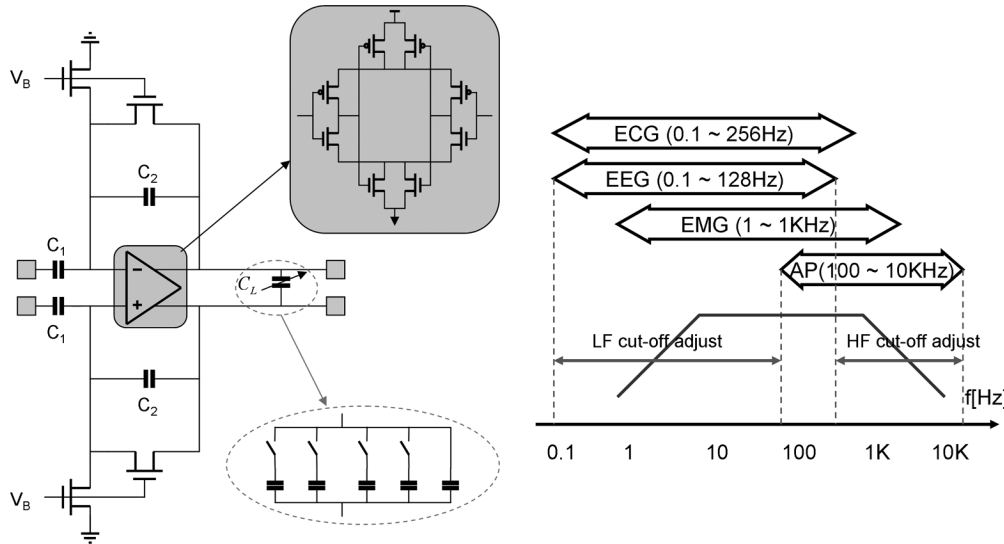 V_B
C_2
C_1
−
+
C_1
C_L
C_2
V_B
ECG (0.1 ~ 256Hz)
EEG (0.1 ~ 128Hz)
EMG (1 ~ 1KHz)
AP(100 ~ 10KHz)
LF cut-off adjust
HF cut-off adjust
f[Hz]
0.1 1 10 100 1K 10K